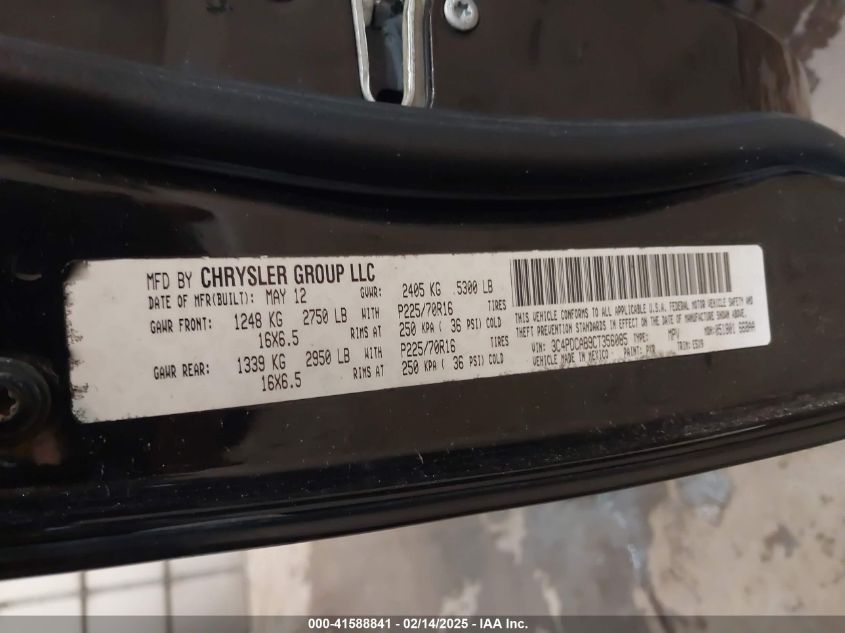 MFD BY CHRYSLER GROUP LLC
DATE OF MFR(BUILT): MAY 12 GVWR: 2405 KG 5300 LB
GAWR FRONT: 1248 KG 2750 LB WITH P225/70R16 TIRES
16X6.5 RIMS AT 250 KPA ( 36 PSI) COLD
GAWR REAR: 1339 KG 2950 LB WITH P225/70R16 TIRES
16X6.5 RIMS AT 250 KPA ( 36 PSI) COLD
THIS VEHICLE CONFORMS TO ALL APPLICABLE U.S.A. FEDERAL MOTOR VEHICLE SAFETY AND
THEFT PREVENTION STANDARDS IN EFFECT ON THE DATE OF MANUFACTURE SHOWN ABOVE.
VIN: 3C4PDCAB9CT356085 TYPE: MPV MDH: 051801
VEHICLE MADE IN MEXICO PAINT: TRIM:
000-41588841 / 02/14/2025 - IAA Inc.